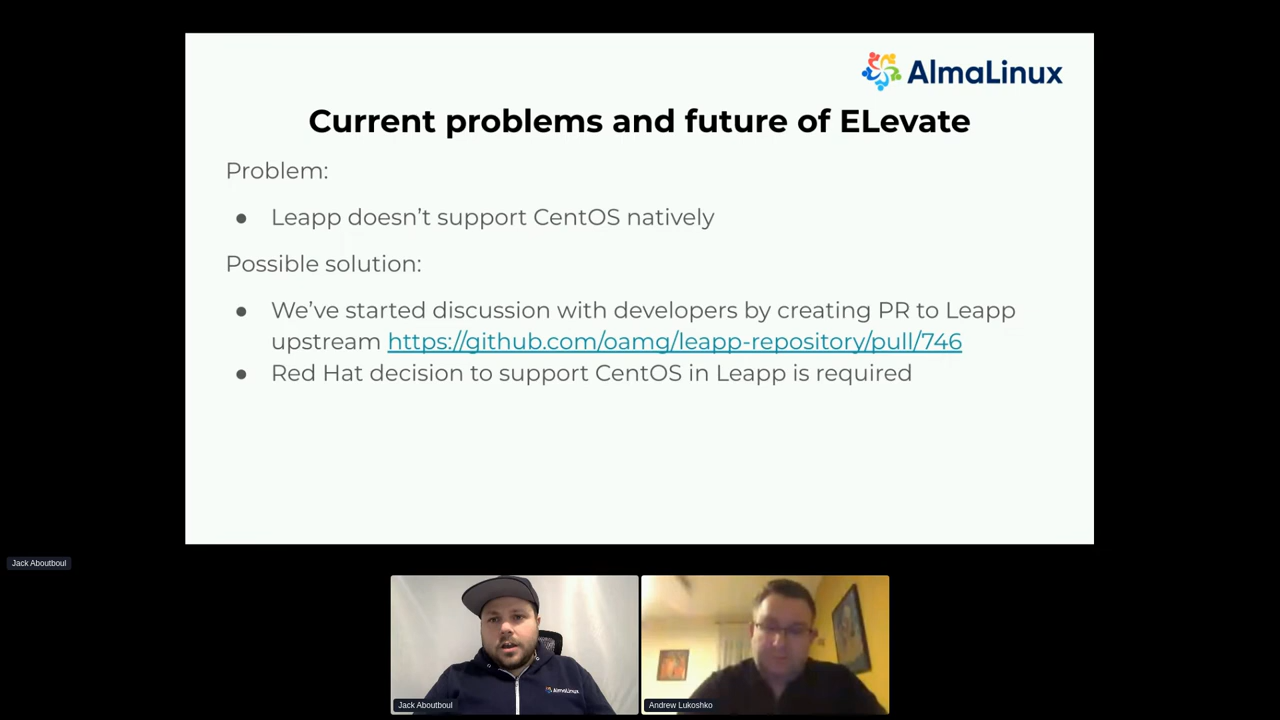 AlmaLinux
Current problems and future of ELevate
Problem:
● Leapp doesn’t support CentOS natively
Possible solution:
● We’ve started discussion with developers by creating PR to Leapp
upstream https://github.com/oamg/leapp-repository/pull/746
● Red Hat decision to support CentOS in Leapp is required
Jack Aboutboul
AlmaLinux
Jack Aboutboul
Andrew Lukoshko